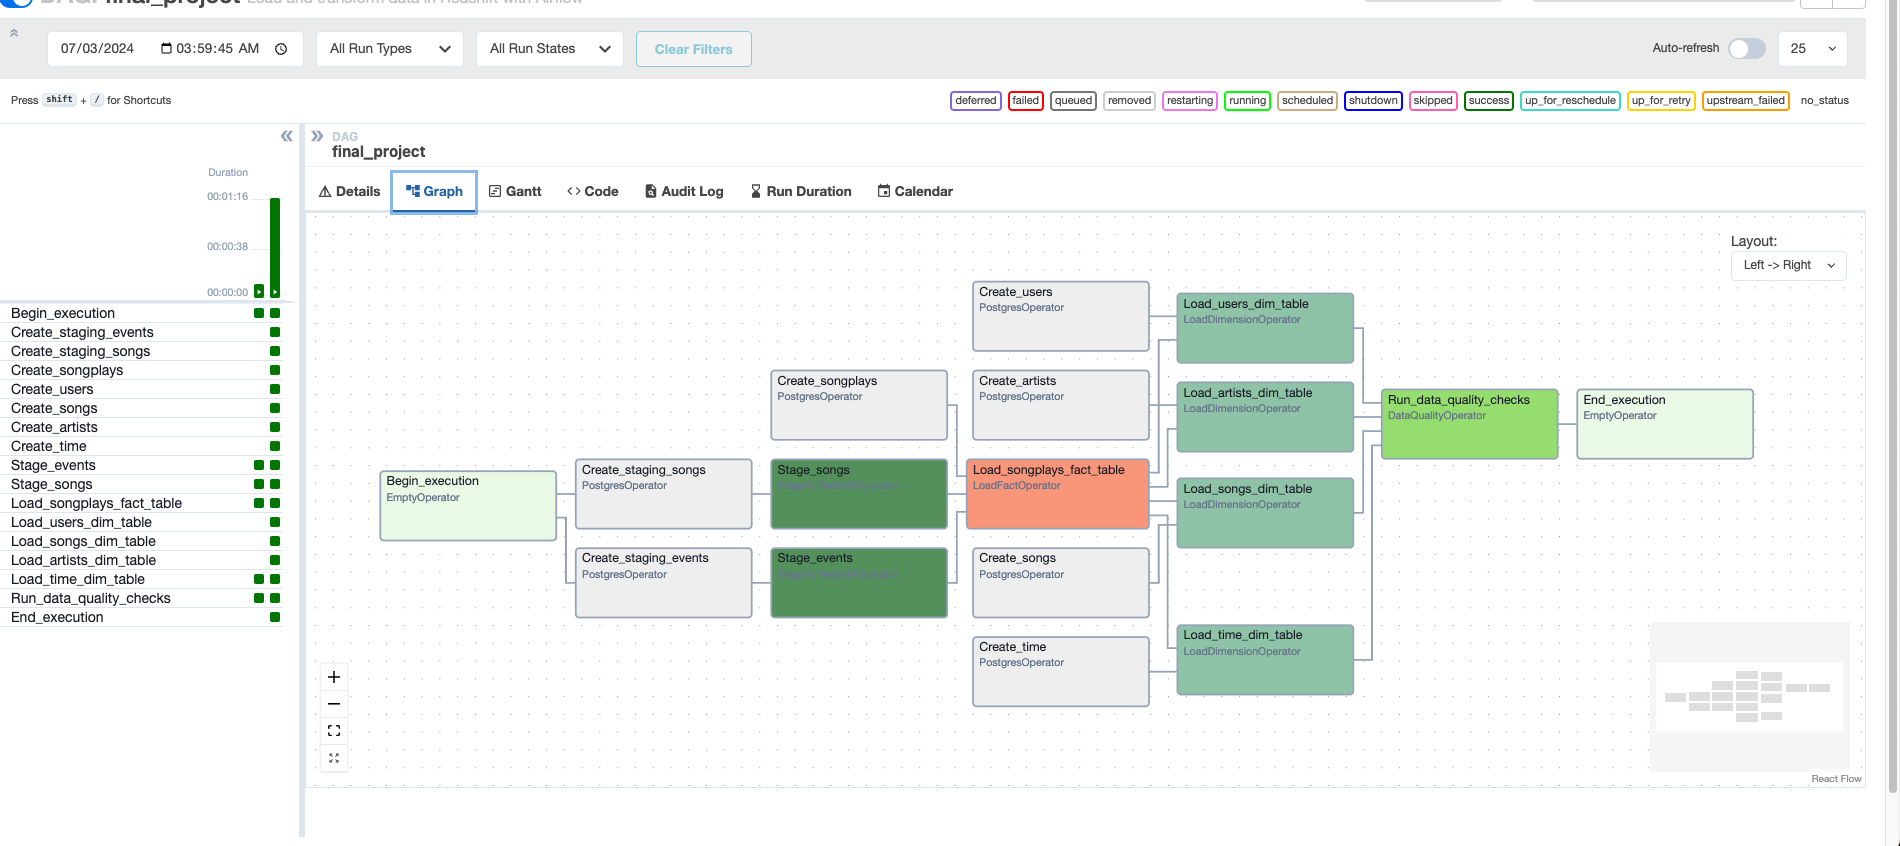 DAG: final_project Load and transform data in Redshift with Airflow
07/03/2024 03:59:45 AM
All Run Types
All Run States
Clear Filters
Auto-refresh
25
Press shift + / for Shortcuts
deferred
failed
queued
removed
restarting
running
scheduled
shutdown
skipped
success
up_for_reschedule
up_for_retry
upstream_failed
no_status
DAG
final_project
Duration
00:01:16
00:00:38
00:00:00
Details
Graph
Gantt
Code
Audit Log
Run Duration
Calendar
Begin_execution
Create_staging_events
Create_staging_songs
Create_songplays
Create_users
Create_songs
Create_artists
Create_time
Stage_events
Stage_songs
Load_songplays_fact_table
Load_users_dim_table
Load_songs_dim_table
Load_artists_dim_table
Load_time_dim_table
Run_data_quality_checks
End_execution
Layout:
Left -> Right
Create_users
PostgresOperator
Load_users_dim_table
LoadDimensionOperator
Create_songplays
PostgresOperator
Create_artists
PostgresOperator
Load_artists_dim_table
LoadDimensionOperator
Run_data_quality_checks
DataQualityOperator
End_execution
EmptyOperator
Begin_execution
EmptyOperator
Create_staging_songs
PostgresOperator
Stage_songs
Load_songplays_fact_table
LoadFactOperator
Load_songs_dim_table
LoadDimensionOperator
Create_staging_events
PostgresOperator
Stage_events
Create_songs
PostgresOperator
Create_time
PostgresOperator
Load_time_dim_table
LoadDimensionOperator
React Flow